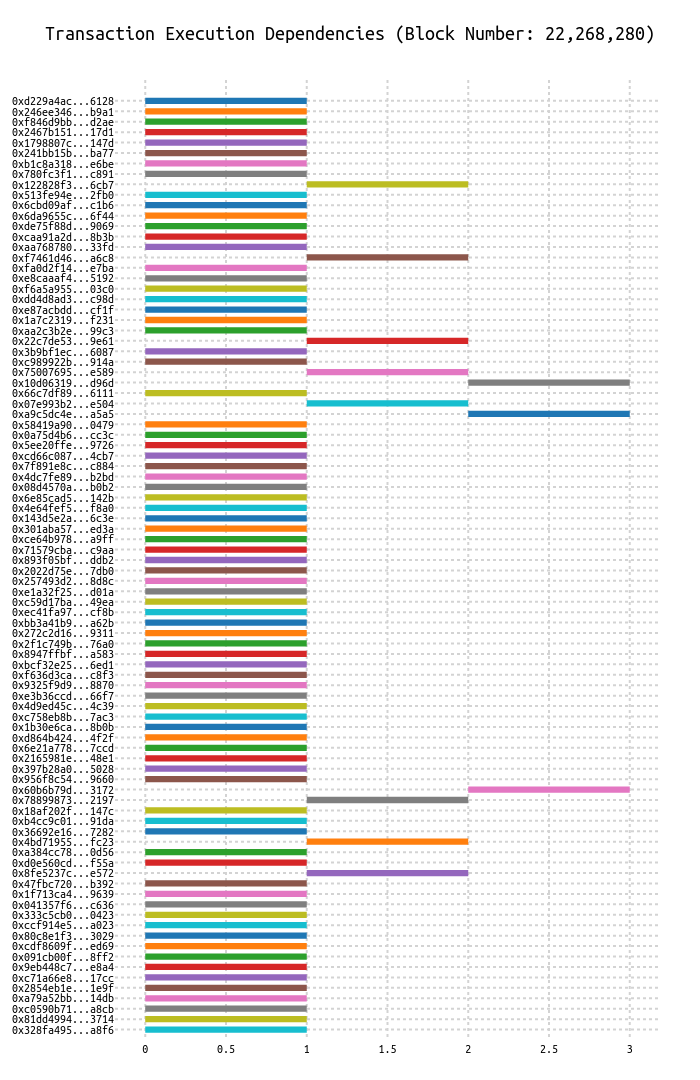 Transaction Execution Dependencies (Block Number: 22,268,280)
0xd229a4ac...6128
0x246ee346...b9a1
0xf846d9bb...d2ae
0x2467b151...17d1
0x1798807c...147d
0x241bb15b...ba77
0xb1c8a318...e6be
0x780fc3f1...c891
0x122828f3...6cb7
0x513fe94e...2fb0
0x6cbd09af...c1b6
0x6da9655c...6f44
0xde75f88d...9069
0xcaa91a2d...8b3b
0xaa768780...33fd
0xf7461d46...a6c8
0xfa0d2f14...e7ba
0xe8caaaf4...5192
0xf6a5a955...03c0
0xdd4d8ad3...c98d
0xe87acbdd...cf1f
0x1a7c2319...f231
0xaa2c3b2e...99c3
0x22c7de53...9e61
0x3b9bf1ec...6087
0xc989922b...914a
0x75007695...e589
0x10d06319...d96d
0x66c7df89...6111
0x07e993b2...e504
0xa9c5dc4e...a5a5
0x58419a90...0479
0x0a75d4b6...cc3c
0x5ee20ffe...9726
0xcd66c087...4cb7
0x7f891e8c...c884
0x4dc7fe89...b2bd
0x08d4570a...b0b2
0x6e85cad5...142b
0x4e64fef5...f8a0
0x143d5e2a...6c3e
0x301aba57...ed3a
0xce64b978...a9ff
0x71579cba...c9aa
0x893f05bf...ddb2
0x2022d75e...7db0
0x257493d2...8d8c
0xe1a32f25...d01a
0xc59d17ba...49ea
0xec41fa97...cf8b
0xbb3a41b9...a62b
0x272c2d16...9311
0x2f1c749b...76a0
0x8947ffbf...a583
0xbcf32e25...6ed1
0xf636d3ca...c8f3
0x9325f9d9...8870
0xe3b36ccd...66f7
0x4d9ed45c...4c39
0xc758eb8b...7ac3
0x1b30e6ca...8b0b
0xd864b424...4f2f
0x6e21a778...7ccd
0x2165981e...48e1
0x397b28a0...5028
0x956f8c54...9660
0x60b6b79d...3172
0x78899873...2197
0x18af202f...147c
0xb4cc9c01...91da
0x36692e16...7282
0x4bd71955...fc23
0xa384cc78...0d56
0xd0e560cd...f55a
0x8fe5237c...e572
0x47fbc720...b392
0x1f713ca4...9639
0x041357f6...c636
0x333c5cb0...0423
0xccf914e5...a023
0x80c8e1f3...3029
0xcdf8609f...ed69
0x091cb00f...8ff2
0x9eb448c7...e8a4
0xc71a66e8...17cc
0x2854eb1e...1e9f
0xa79a52bb...14db
0xc0590b71...a8cb
0x81dd4994...3714
0x328fa495...a8f6
0 0.5 1 1.5 2 2.5 3